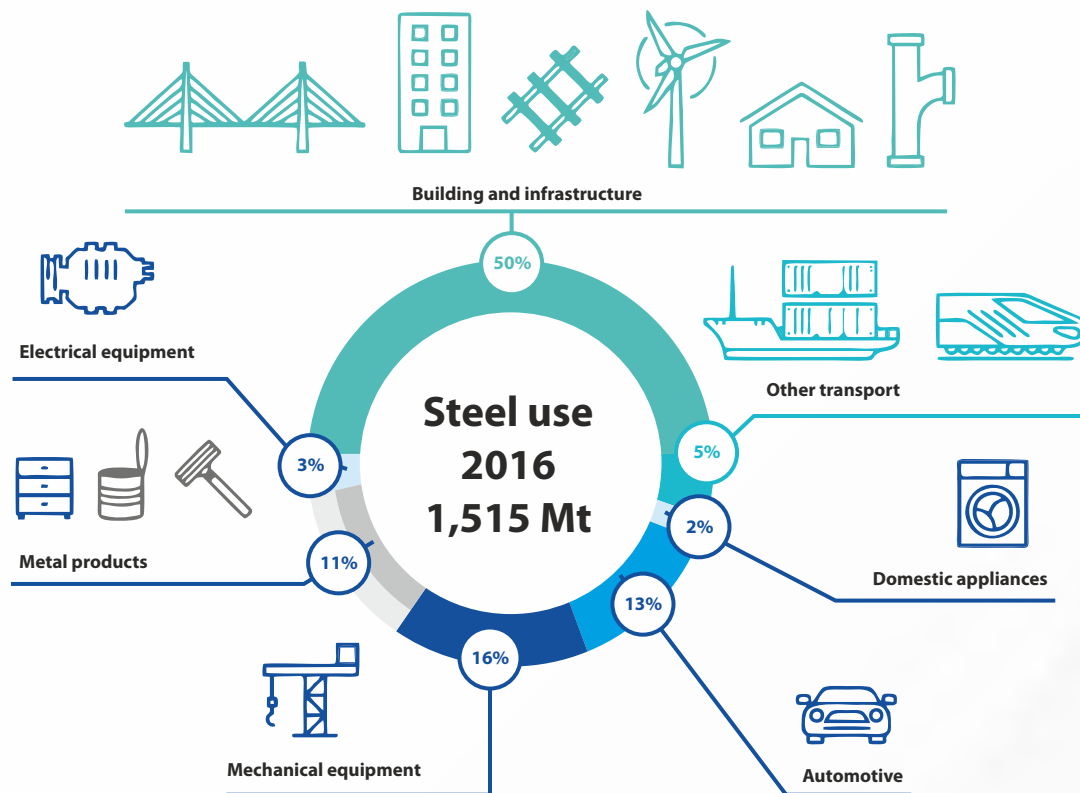 Building and infrastructure
50%
Electrical equipment
3%
Other transport
5%
Steel use
2016
1,515 Mt
Metal products
11%
2%
Domestic appliances
13%
16%
Mechanical equipment
Automotive